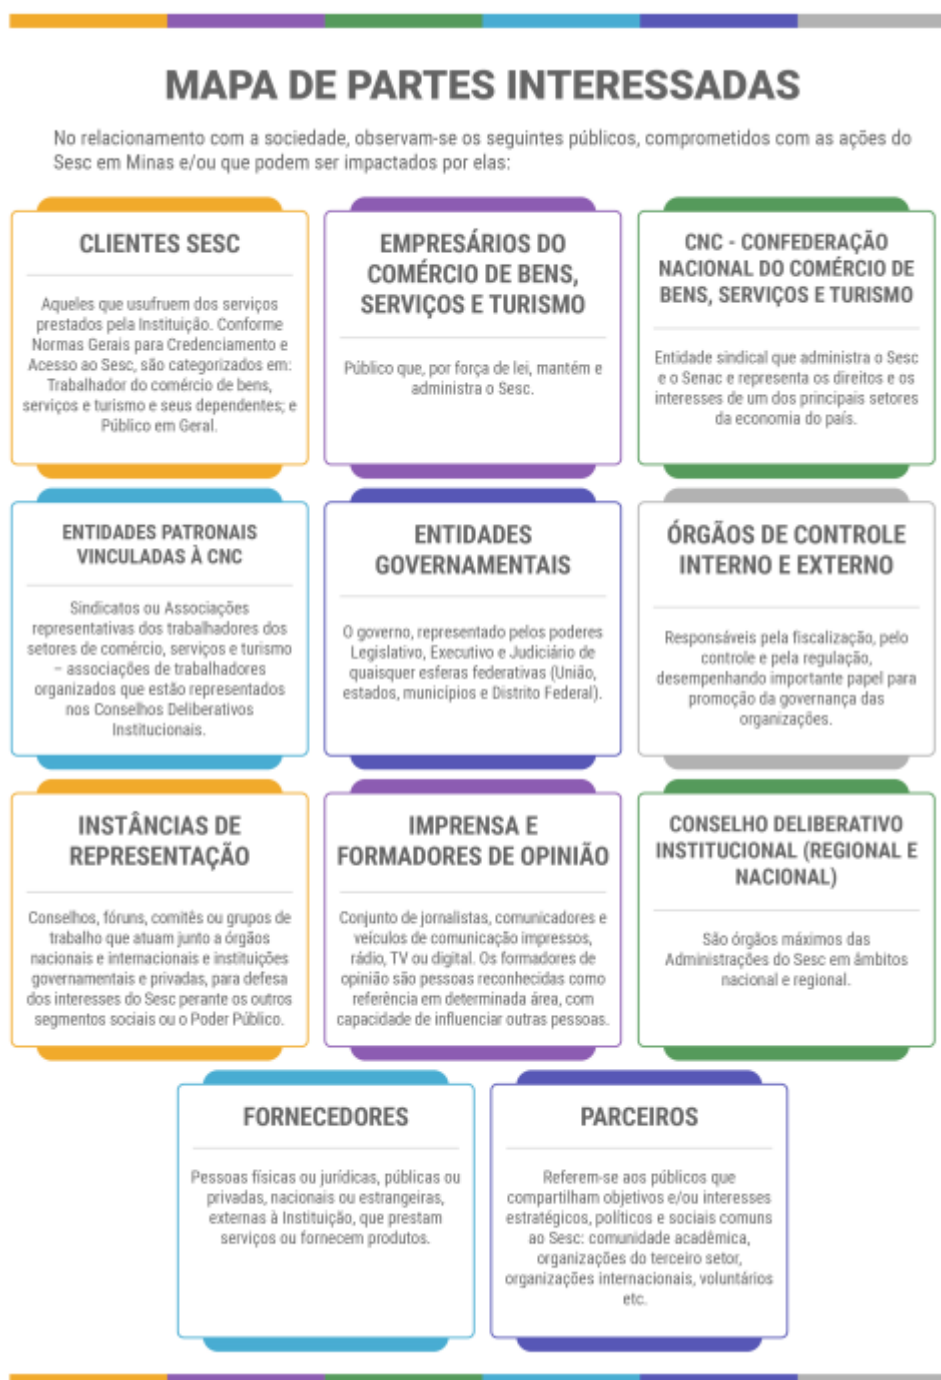 MAPA DE PARTES INTERESSADAS
No relacionamento com a sociedade, observam-se os seguintes públicos, comprometidos com as ações do
Sesc em Minas e/ou que podem ser impactados por elas:
CLIENTES SESC
Aqueles que usufruem dos serviços
prestados pela Instituição. Conforme
Normas Gerais para Credenciamento e
Acesso ao Sesc, são categorizados em:
Trabalhador do comércio de bens,
serviços e turismo e seus dependentes; e
Público em Geral.
EMPRESÁRIOS DO
COMÉRCIO DE BENS,
SERVIÇOS E TURISMO
Público que, por força de lei, mantém e
administra o Sesc.
CNC - CONFEDERAÇÃO
NACIONAL DO COMÉRCIO DE
BENS, SERVIÇOS E TURISMO
Entidade sindical que administra o Sesc
e o Senac e representa os direitos e os
interesses de um dos principais setores
da economia do país.
ENTIDADES PATRONAIS
VINCULADAS À CNC
Sindicatos ou Associações
representativas dos trabalhadores dos
setores de comércio, serviços e turismo
– associações de trabalhadores
organizados que estão representados
nos Conselhos Deliberativos
Institucionais.
ENTIDADES
GOVERNAMENTAIS
O governo, representado pelos poderes
Legislativo, Executivo e Judiciário de
quaisquer esferas federativas (União,
estados, municípios e Distrito Federal).
ÓRGÃOS DE CONTROLE
INTERNO E EXTERNO
Responsáveis pela fiscalização, pelo
controle e pela regulação,
desempenhando importante papel para
promoção da governança das
organizações.
INSTÂNCIAS DE
REPRESENTAÇÃO
Conselhos, fóruns, comitês ou grupos de
trabalho que atuam junto a órgãos
nacionais e internacionais e instituições
governamentais e privadas, para defesa
dos interesses do Sesc perante os outros
segmentos sociais ou o Poder Público.
IMPRENSA E
FORMADORES DE OPINIÃO
Conjunto de jornalistas, comunicadores e
veículos de comunicação impressos,
rádio, TV ou digital. Os formadores de
opinião são pessoas reconhecidas como
referência em determinada área, com
capacidade de influenciar outras pessoas.
CONSELHO DELIBERATIVO
INSTITUCIONAL (REGIONAL E
NACIONAL)
São órgãos máximos das
Administrações do Sesc em âmbitos
nacional e regional.
FORNECEDORES
Pessoas físicas ou jurídicas, públicas ou
privadas, nacionais ou estrangeiras,
externas à Instituição, que prestam
serviços ou fornecem produtos.
PARCEIROS
Referem-se aos públicos que
compartilham objetivos e/ou interesses
estratégicos, políticos e sociais comuns
ao Sesc: comunidade acadêmica,
organizações do terceiro setor,
organizações internacionais, voluntários
etc.